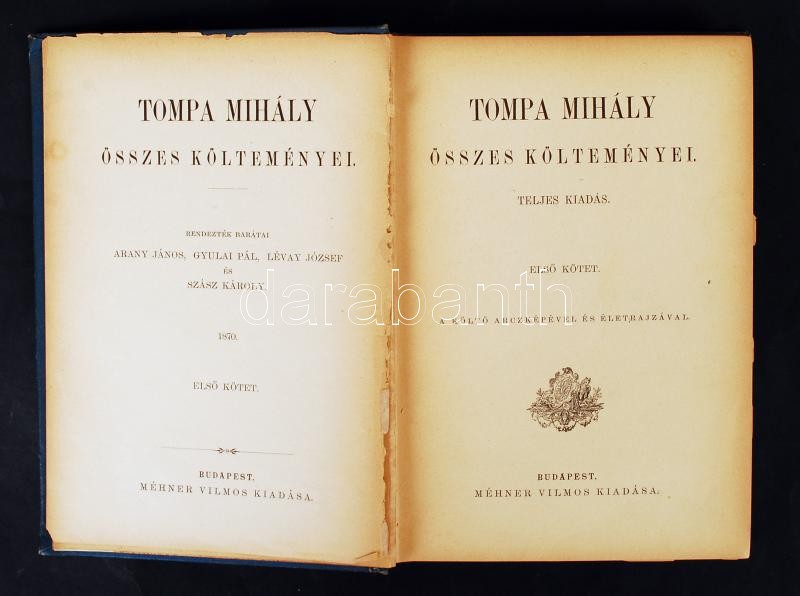 TOMPA MIHÁLY
ÖSSZES KÖLTEMÉNYEI.
RENDEZTÉK BARÁTAI
ARANY JÁNOS, GYULAI PÁL, LÉVAY JÓZSEF
ÉS
SZÁSZ KÁROLY.
1870.
ELSŐ KÖTET.
BUDAPEST,
MÉHNER VILMOS KIADÁSA.
TOMPA MIHÁLY
ÖSSZES KÖLTEMÉNYEI.
TELJES KIADÁS.
ELSŐ KÖTET.
A KÖLTŐ ARCZKÉPÉVEL ÉS ÉLETRAJZÁVAL.
BUDAPEST,
MÉHNER VILMOS KIADÁSA.
darabanth